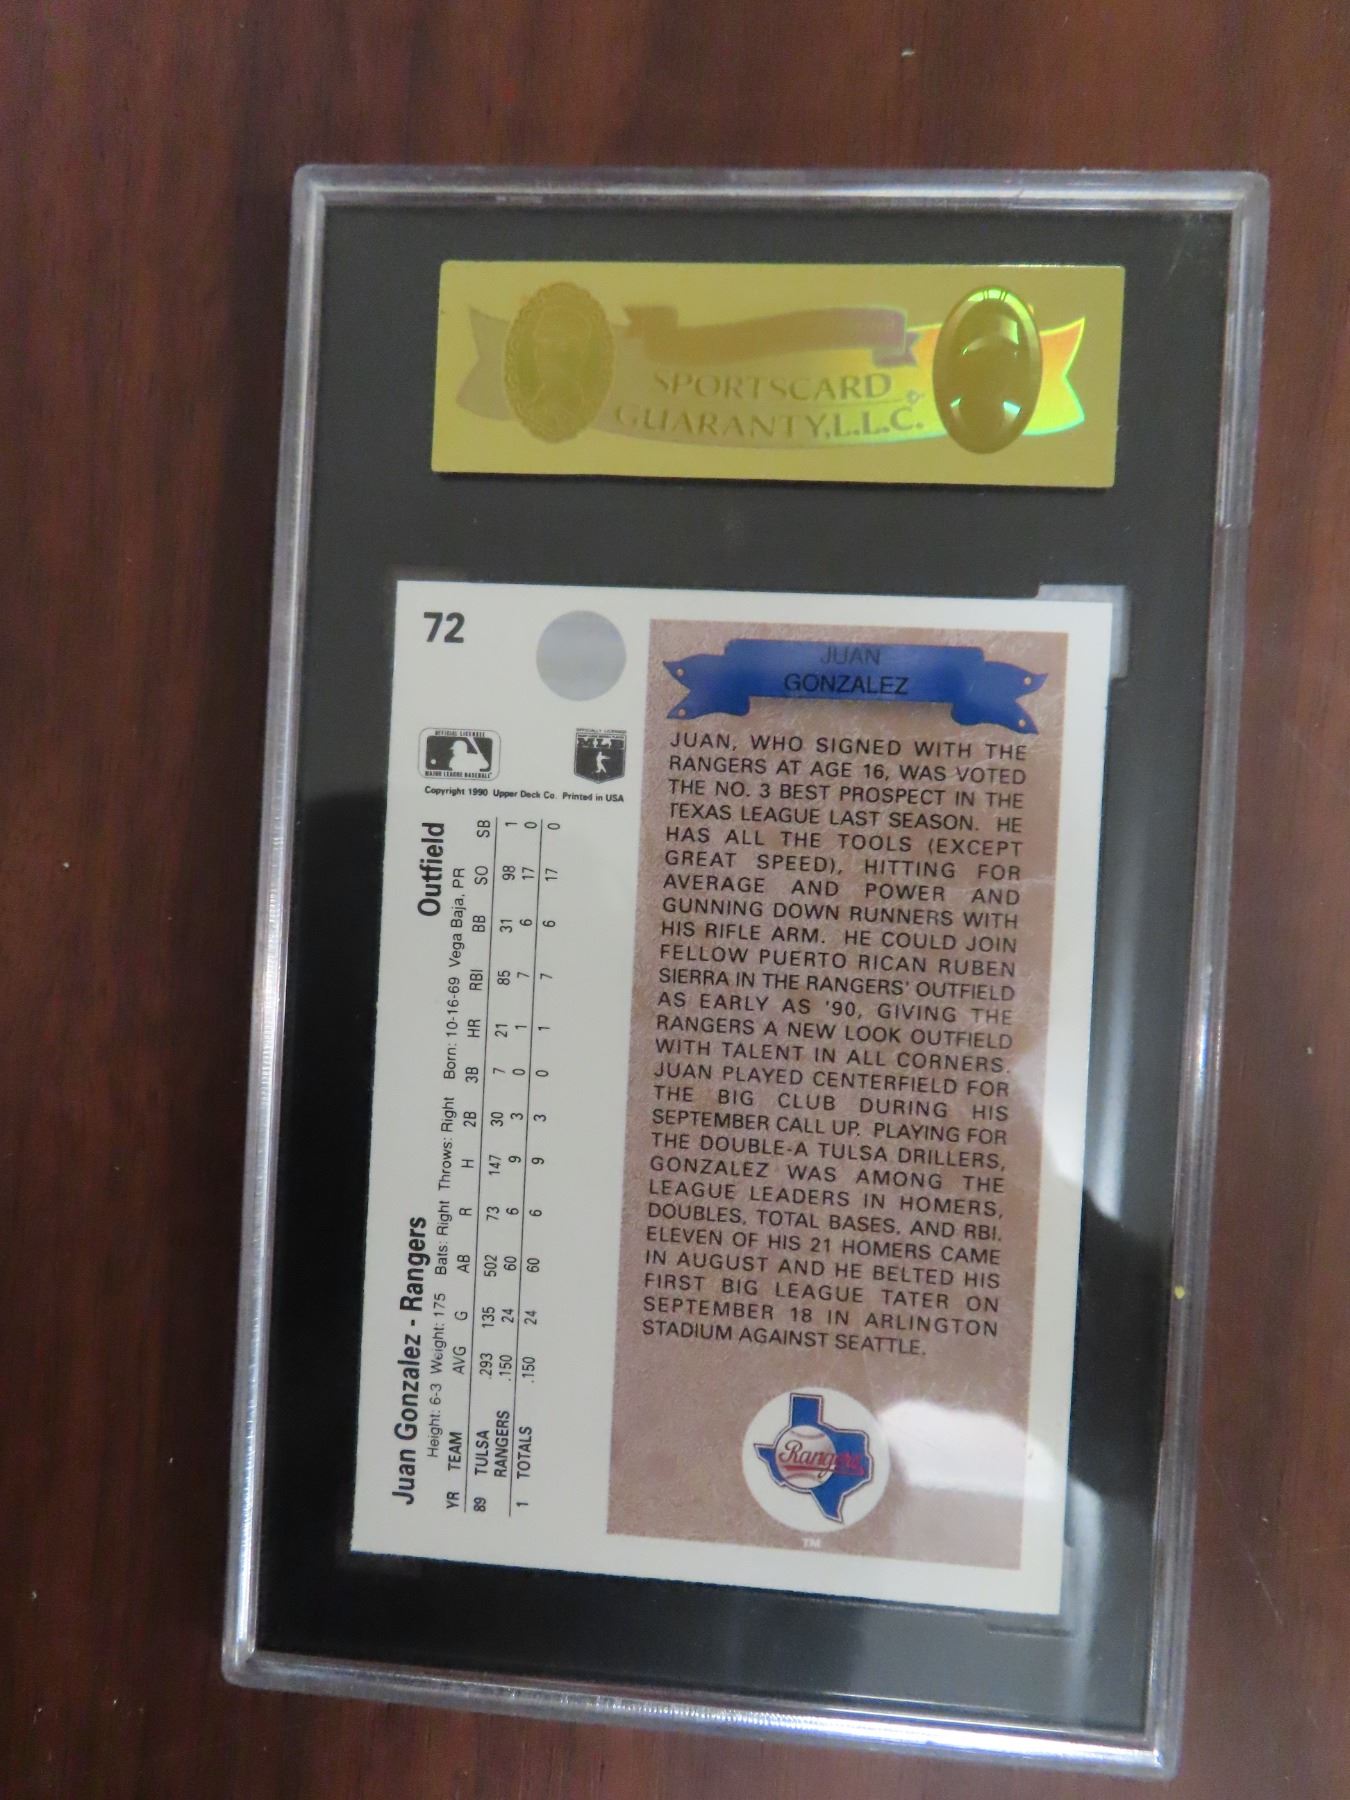 SPORTSCARD
GUARANTY, L.L.C.
72
JUAN
GONZALEZ
JUAN, WHO SIGNED WITH THE
RANGERS AT AGE 16, WAS VOTED
THE NO. 3 BEST PROSPECT IN THE
TEXAS LEAGUE LAST SEASON. HE
HAS ALL THE TOOLS (EXCEPT
GREAT SPEED), HITTING FOR
AVERAGE AND POWER AND
GUNNING DOWN RUNNERS WITH
HIS RIFLE ARM. HE COULD JOIN
FELLOW PUERTO RICAN RUBEN
SIERRA IN THE RANGERS' OUTFIELD
AS EARLY AS '90, GIVING THE
RANGERS A NEW LOOK OUTFIELD
WITH TALENT IN ALL CORNERS.
JUAN PLAYED CENTERFIELD FOR
THE BIG CLUB DURING HIS
SEPTEMBER CALL UP. PLAYING FOR
THE DOUBLE-A TULSA DRILLERS,
GONZALEZ WAS AMONG THE
LEAGUE LEADERS IN HOMERS,
DOUBLES, TOTAL BASES, AND RBI.
ELEVEN OF HIS 21 HOMERS CAME
IN AUGUST AND HE BELTED HIS
FIRST BIG LEAGUE TATER ON
SEPTEMBER 18 IN ARLINGTON
STADIUM AGAINST SEATTLE.
Rangers
TM
OFFICIAL LICENSEE
MAJOR LEAGUE BASEBALL
OFFICIALLY LICENSED
Copyright 1990 Upper Deck Co. Printed in USA
Juan Gonzalez - Rangers Outfield
Height: 6-3 Weight: 175 Bats: Right Throws: Right Born: 10-16-69 Vega Baja, PR
YR TEAM AVG G AB R H 2B 3B HR RBI BB SO SB
89 TULSA .293 135 502 73 147 30 7 21 85 31 98 1
RANGERS .150 24 60 6 9 3 0 1 7 6 17 0
1 TOTALS .150 24 60 6 9 3 0 1 7 6 17 0